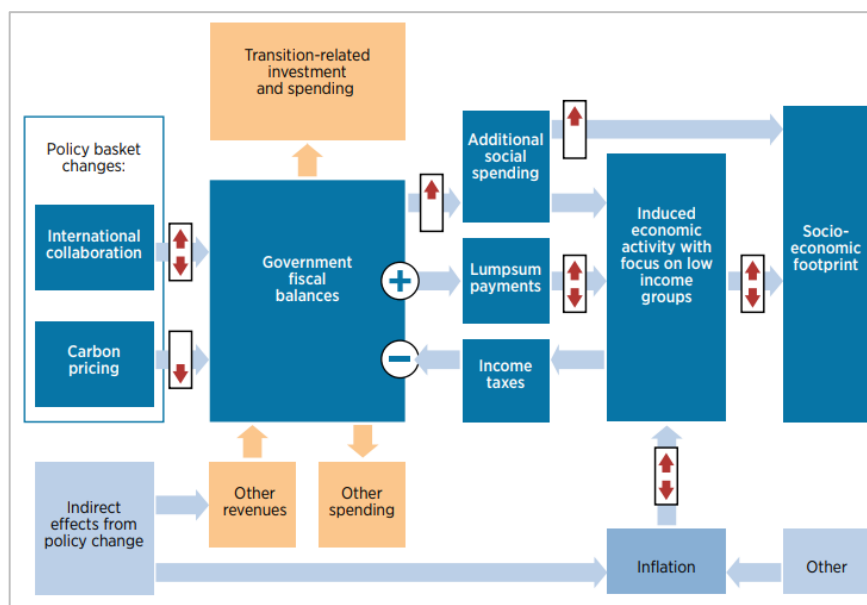 Transition-related
investment
and spending
Policy basket
changes:
International
collaboration
Carbon
pricing
Government
fiscal
balances
+
−
Additional
social
spending
Lumpsum
payments
Income
taxes
Induced
economic
activity with
focus on low
income
groups
Socio-
economic
footprint
Indirect
effects from
policy change
Other
revenues
Other
spending
Inflation
Other